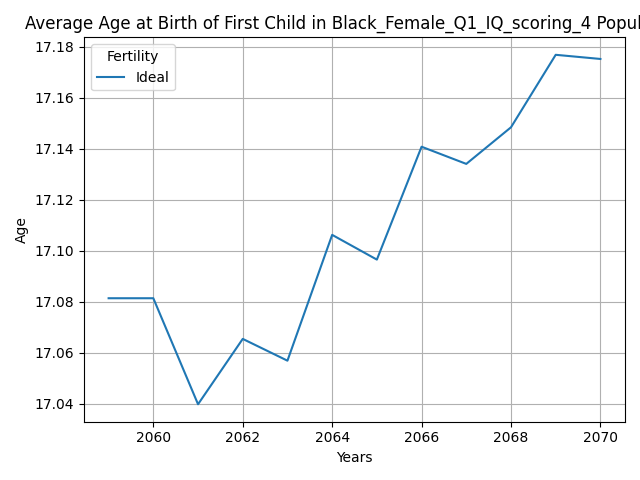 Average Age at Birth of First Child in Black_Female_Q1_IQ_scoring_4 Popul
Fertility
Ideal
17.18
17.16
17.14
17.12
17.10
17.08
17.06
17.04
Age
2060 2062 2064 2066 2068 2070
Years